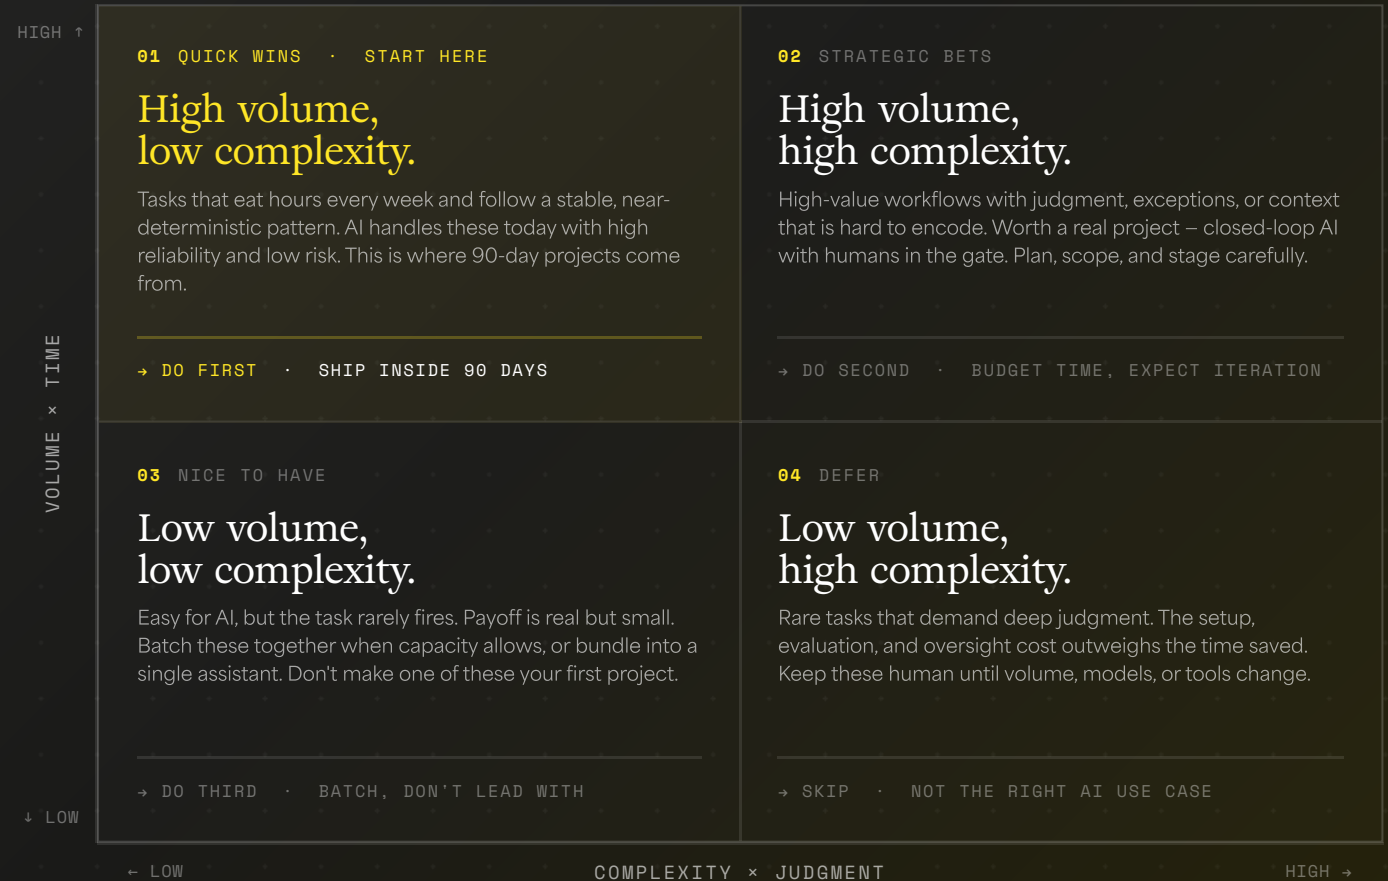 HIGH ↑
01 QUICK WINS · START HERE
High volume,
low complexity.
Tasks that eat hours every week and follow a stable, near-
deterministic pattern. AI handles these today with high
reliability and low risk. This is where 90-day projects come
from.
→ DO FIRST · SHIP INSIDE 90 DAYS
02 STRATEGIC BETS
High volume,
high complexity.
High-value workflows with judgment, exceptions, or context
that is hard to encode. Worth a real project – closed-loop AI
with humans in the gate. Plan, scope, and stage carefully.
→ DO SECOND · BUDGET TIME, EXPECT ITERATION
VOLUME × TIME
03 NICE TO HAVE
Low volume,
low complexity.
Easy for AI, but the task rarely fires. Payoff is real but small.
Batch these together when capacity allows, or bundle into a
single assistant. Don't make one of these your first project.
→ DO THIRD · BATCH, DON'T LEAD WITH
04 DEFER
Low volume,
high complexity.
Rare tasks that demand deep judgment. The setup,
evaluation, and oversight cost outweighs the time saved.
Keep these human until volume, models, or tools change.
→ SKIP · NOT THE RIGHT AI USE CASE
↓ LOW
← LOW
COMPLEXITY × JUDGMENT
HIGH →